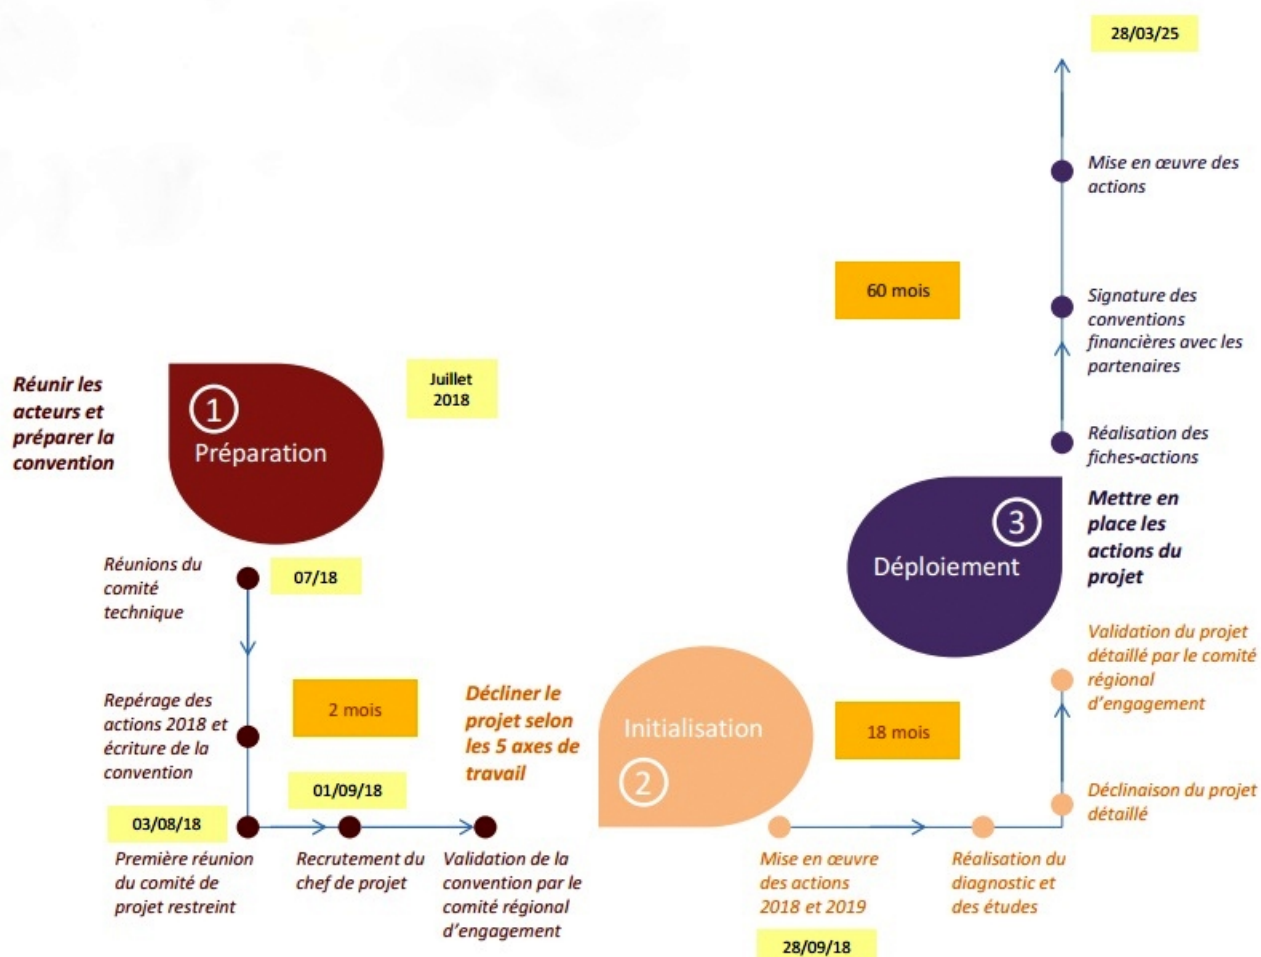 Réunir les
acteurs et
préparer la
convention
1
Préparation
Juillet
2018
Réunions du
comité
technique
07/18
Repérage des
actions 2018 et
écriture de la
convention
2 mois
03/08/18
Première réunion
du comité de
projet restreint
01/09/18
Recrutement du
chef de projet
Validation de la
convention par le
comité régional
d’engagement
Décliner le
projet selon
les 5 axes de
travail
Initialisation
2
18 mois
Mise en œuvre
des actions
2018 et 2019
28/09/18
Réalisation du
diagnostic et
des études
Déclinaison du projet
détaillé
Validation du projet
détaillé par le comité
régional
d’engagement
3
Déploiement
Mettre en
place les
actions du
projet
Réalisation des
fiches-actions
60 mois
Signature des
conventions
financières avec les
partenaires
Mise en œuvre des
actions
28/03/25